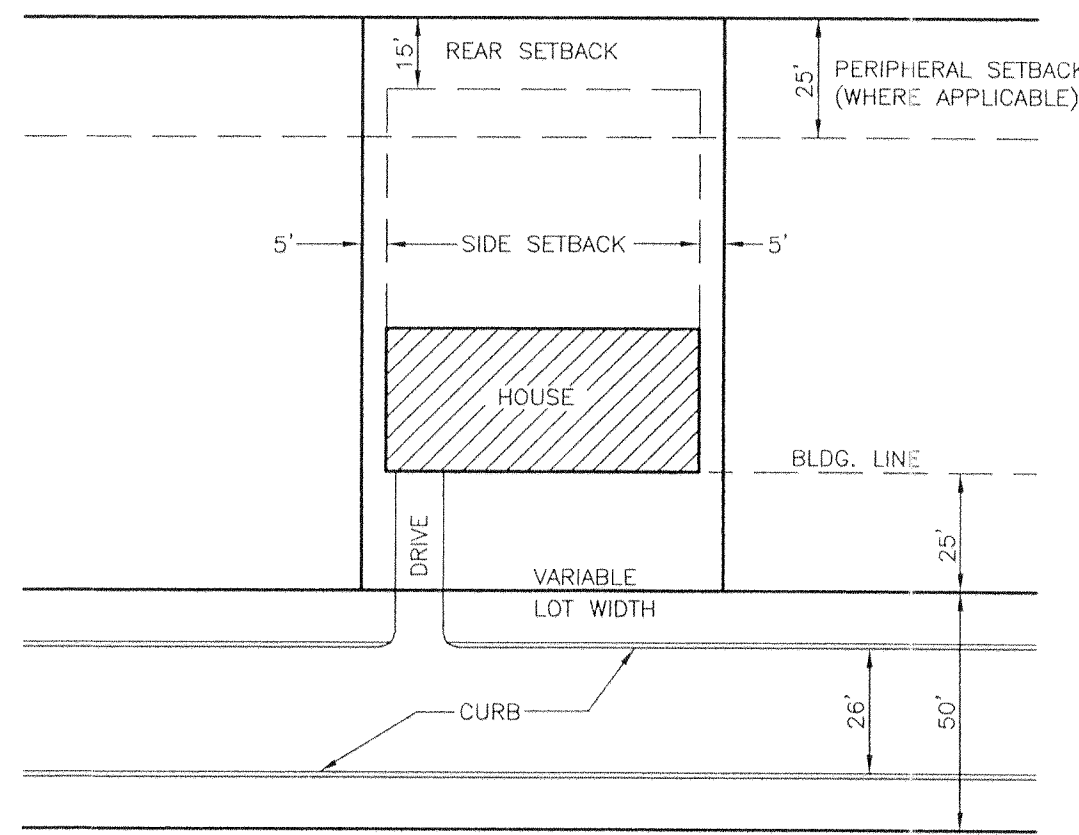 15'
REAR SETBACK
25'
PERIPHERAL SETBACK
(WHERE APPLICABLE)
5'
SIDE SETBACK
5'
HOUSE
BLDG. LINE
DRIVE
25'
VARIABLE
LOT WIDTH
CURB
26'
50'